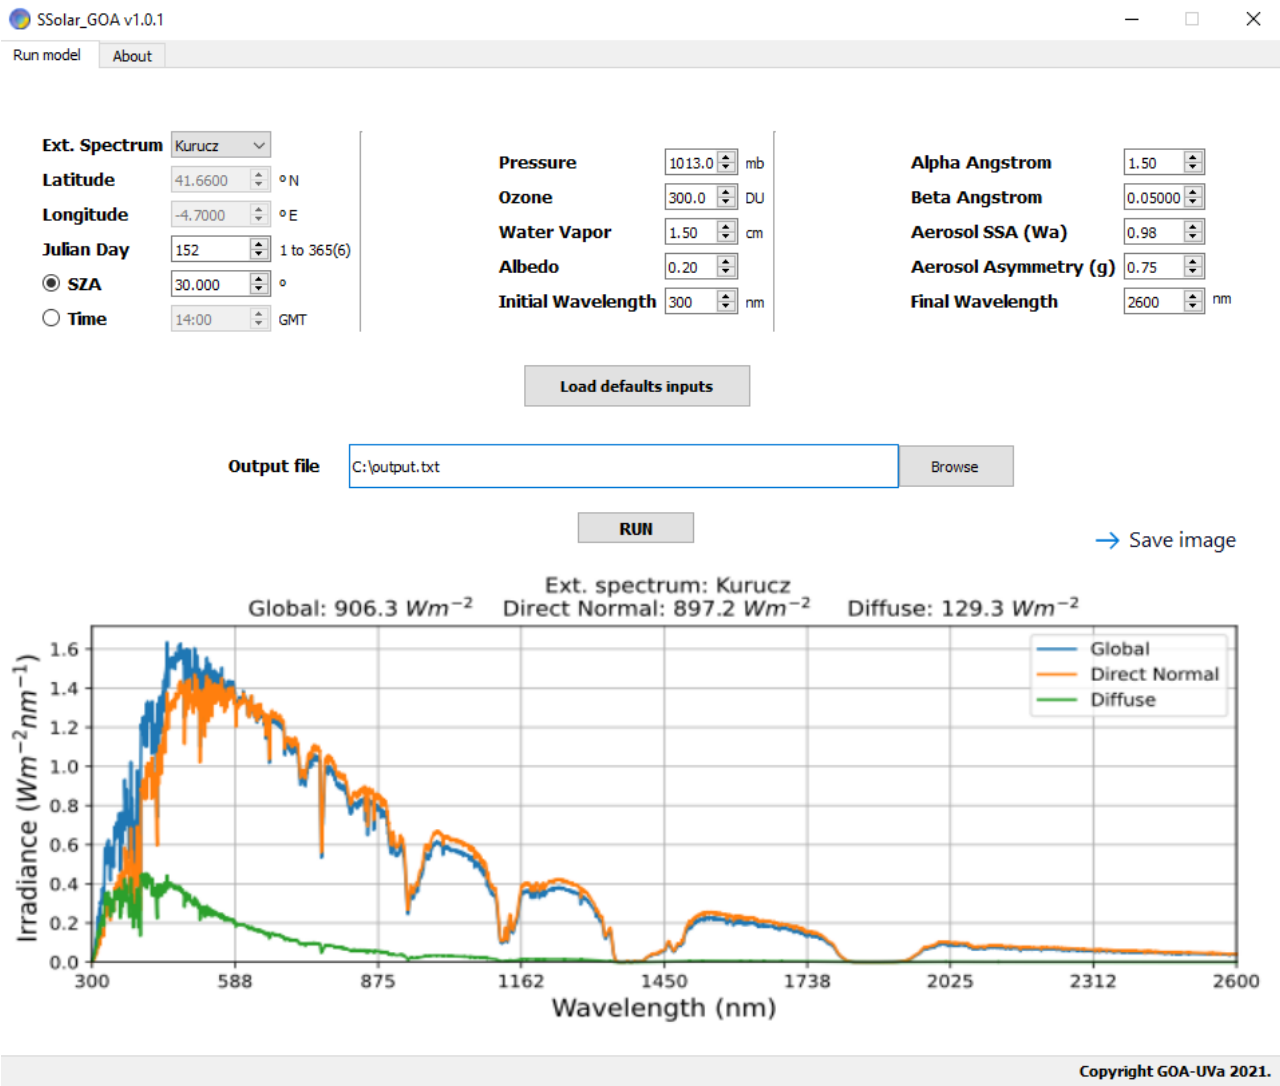 SSolar_GOA v1.0.1
Run model About
Ext. Spectrum Kurucz
Latitude 41.6600 º N
Longitude -4.7000 º E
Julian Day 152 1 to 365(6)
SZA 30.000 º
Time 14:00 GMT
Pressure 1013.0 mb
Ozone 300.0 DU
Water Vapor 1.50 cm
Albedo 0.20
Initial Wavelength 300 nm
Alpha Angstrom 1.50
Beta Angstrom 0.05000
Aerosol SSA (Wa) 0.98
Aerosol Asymmetry (g) 0.75
Final Wavelength 2600 nm
Load defaults inputs
Output file C:\output.txt Browse
RUN
→ Save image
Ext. spectrum: Kurucz
Global: 906.3 Wm⁻² Direct Normal: 897.2 Wm⁻² Diffuse: 129.3 Wm⁻²
Irradiance (Wm⁻²nm⁻¹)
1.6
1.4
1.2
1.0
0.8
0.6
0.4
0.2
0.0
Global
Direct Normal
Diffuse
300 588 875 1162 1450 1738 2025 2312 2600
Wavelength (nm)
Copyright GOA-UVa 2021.